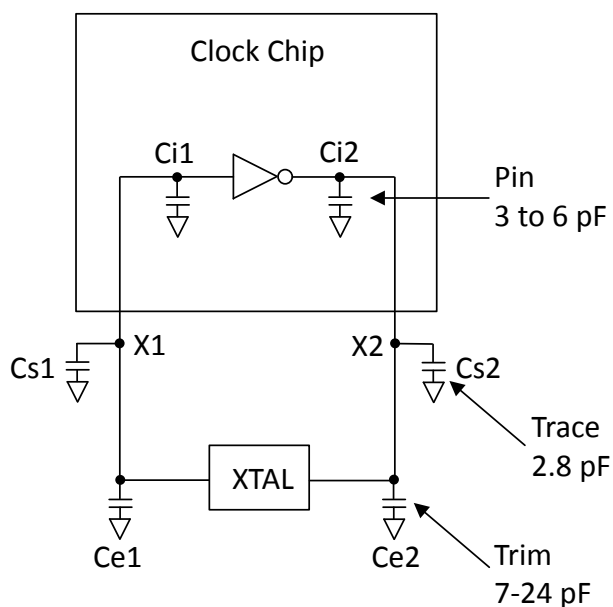 Clock Chip
Ci1
Ci2
Pin
3 to 6 pF
X1
X2
Cs1
Cs2
Trace
2.8 pF
XTAL
Ce1
Ce2
Trim
7-24 pF